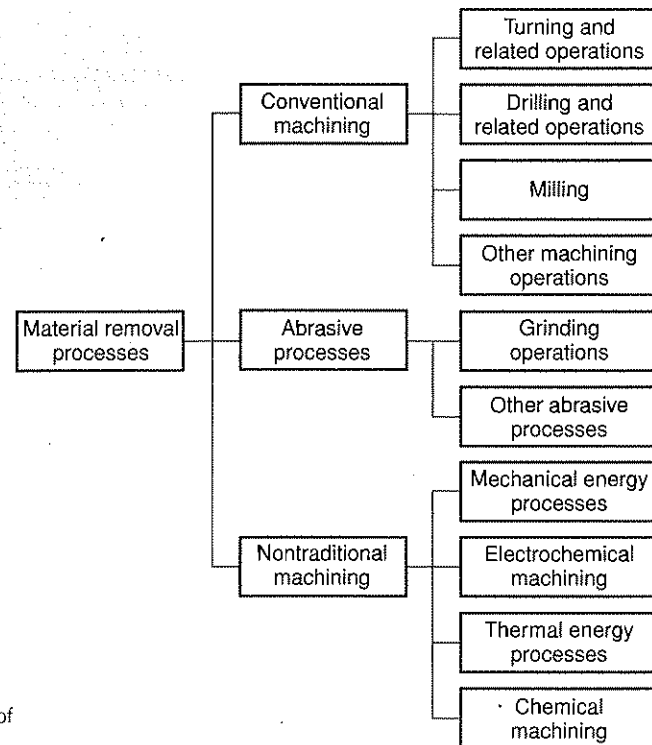 Turning and
related operations
Conventional
machining
Drilling and
related operations
Milling
Other machining
operations
Material removal
processes
Abrasive
processes
Grinding
operations
Other abrasive
processes
Mechanical energy
processes
Nontraditional
machining
Electrochemical
machining
Thermal energy
processes
of
Chemical
machining